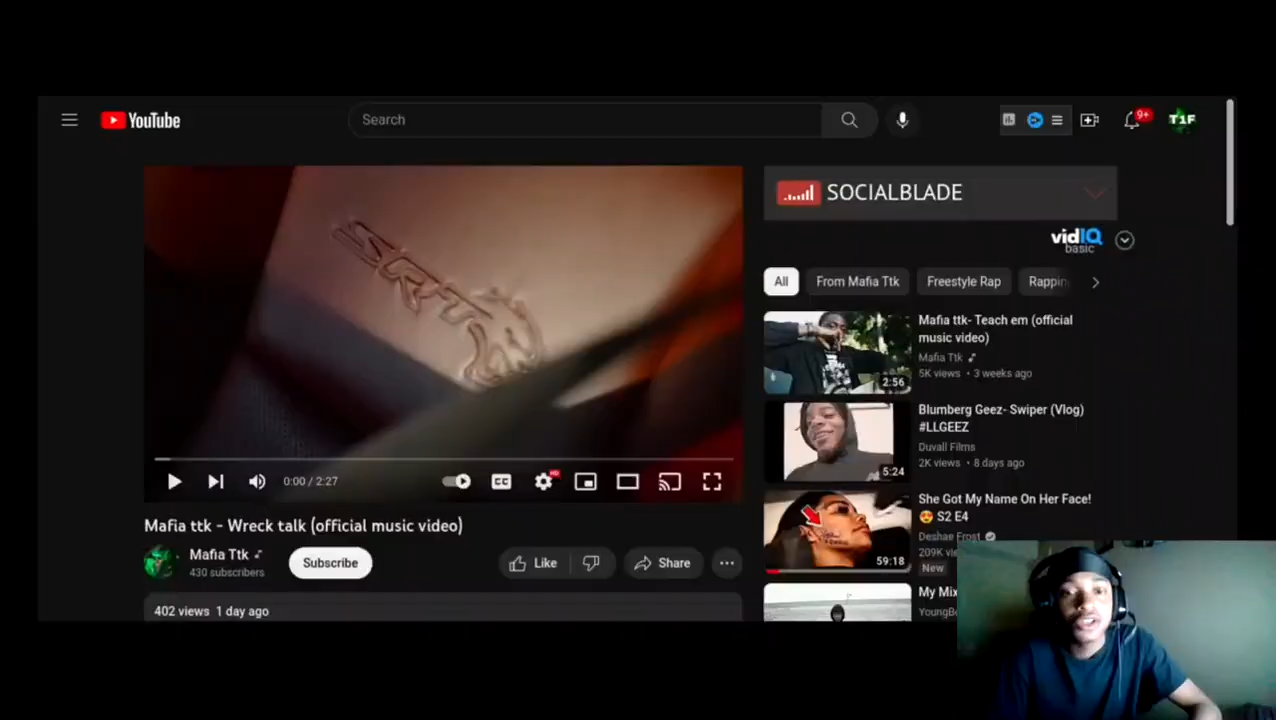 YouTube
Search
9+
T1F
SRT
SOCIALBLADE
vidIQ
basic
All
From Mafia Ttk
Freestyle Rap
Mafia ttk- Teach em (official
music video)
Mafia Ttk
5K views • 3 weeks ago
2:56
Blumberg Geez- Swiper (Vlog)
#LLGEEZ
Duvall Films
2K views • 8 days ago
5:24
She Got My Name On Her Face!
😍 S2 E4
Deshae Frost
209K
New
59:18
My
0:00 / 2:27
CC
HD
Mafia ttk - Wreck talk (official music video)
Mafia Ttk
430 subscribers
Subscribe
Like
Share
402 views 1 day ago